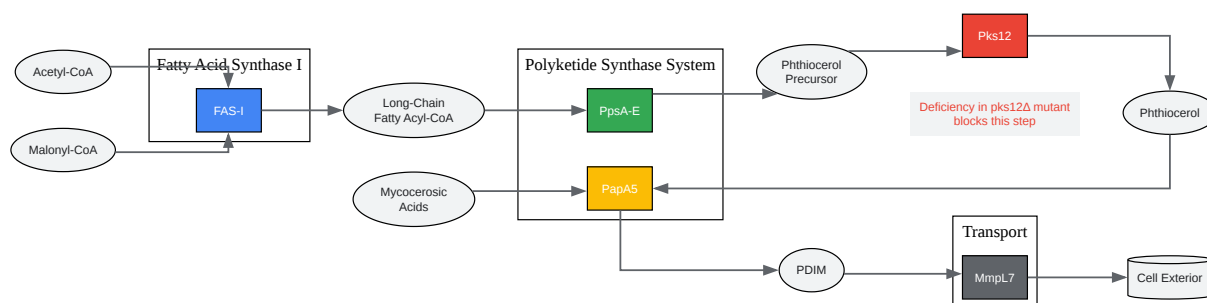 Fatty Acid Synthase I
Acetyl-CoA
FAS-I
Malonyl-CoA
Long-Chain
Fatty Acyl-CoA
Mycocerosic
Acids
Polyketide Synthase System
PpsA-E
PapA5
Phthiocerol
Precursor
Pks12
Deficiency in pks12Δ mutant
blocks this step
Phthiocerol
PDIM
Transport
MmpL7
Cell Exterior